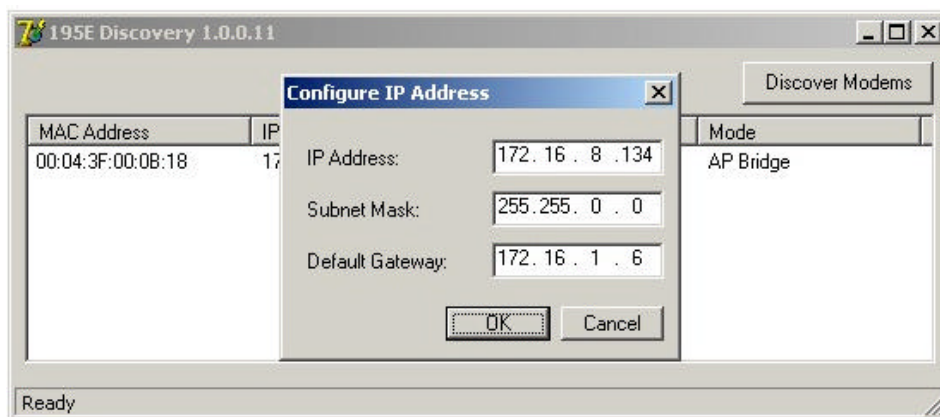 195E Discovery 1.0.0.11
Discover Modems
MAC Address IP Mode
00:04:3F:00:0B:18 17 AP Bridge
Configure IP Address
IP Address: 172. 16 . 8 .134
Subnet Mask: 255.255. 0 . 0
Default Gateway: 172. 16 . 1 . 6
OK Cancel
Ready